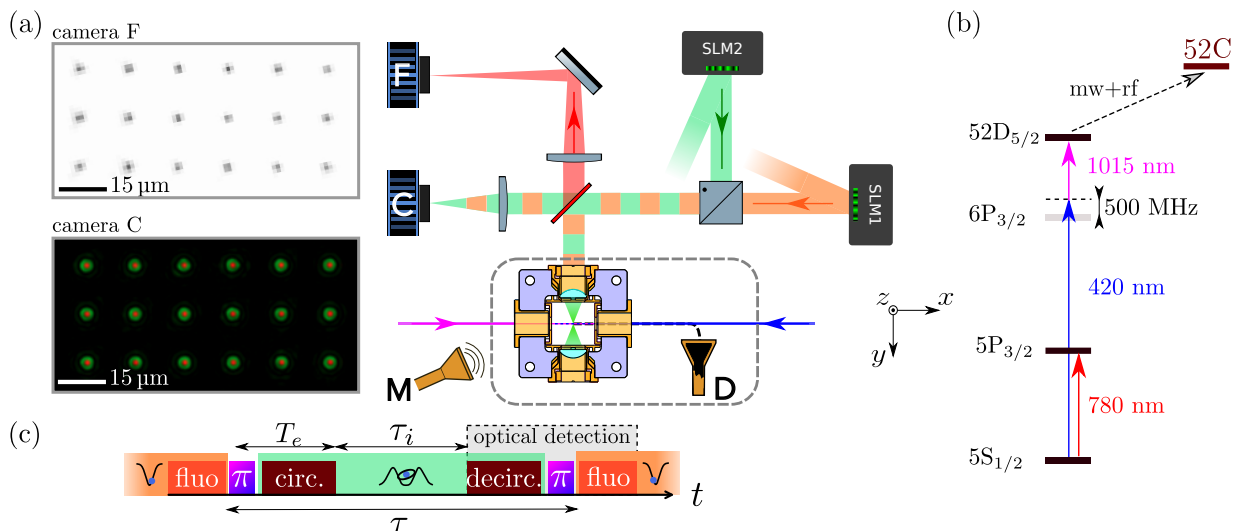 (a)
camera F
15 μm
camera C
15 μm
F
C
SLM2
SLM1
M
D
z
x
y
(b)
52C
mw+rf
52D5/2
1015 nm
6P3/2
500 MHz
420 nm
5P3/2
780 nm
5S1/2
(c)
Te
τi
optical detection
fluo
π
circ.
decirc.
π
fluo
t
τ